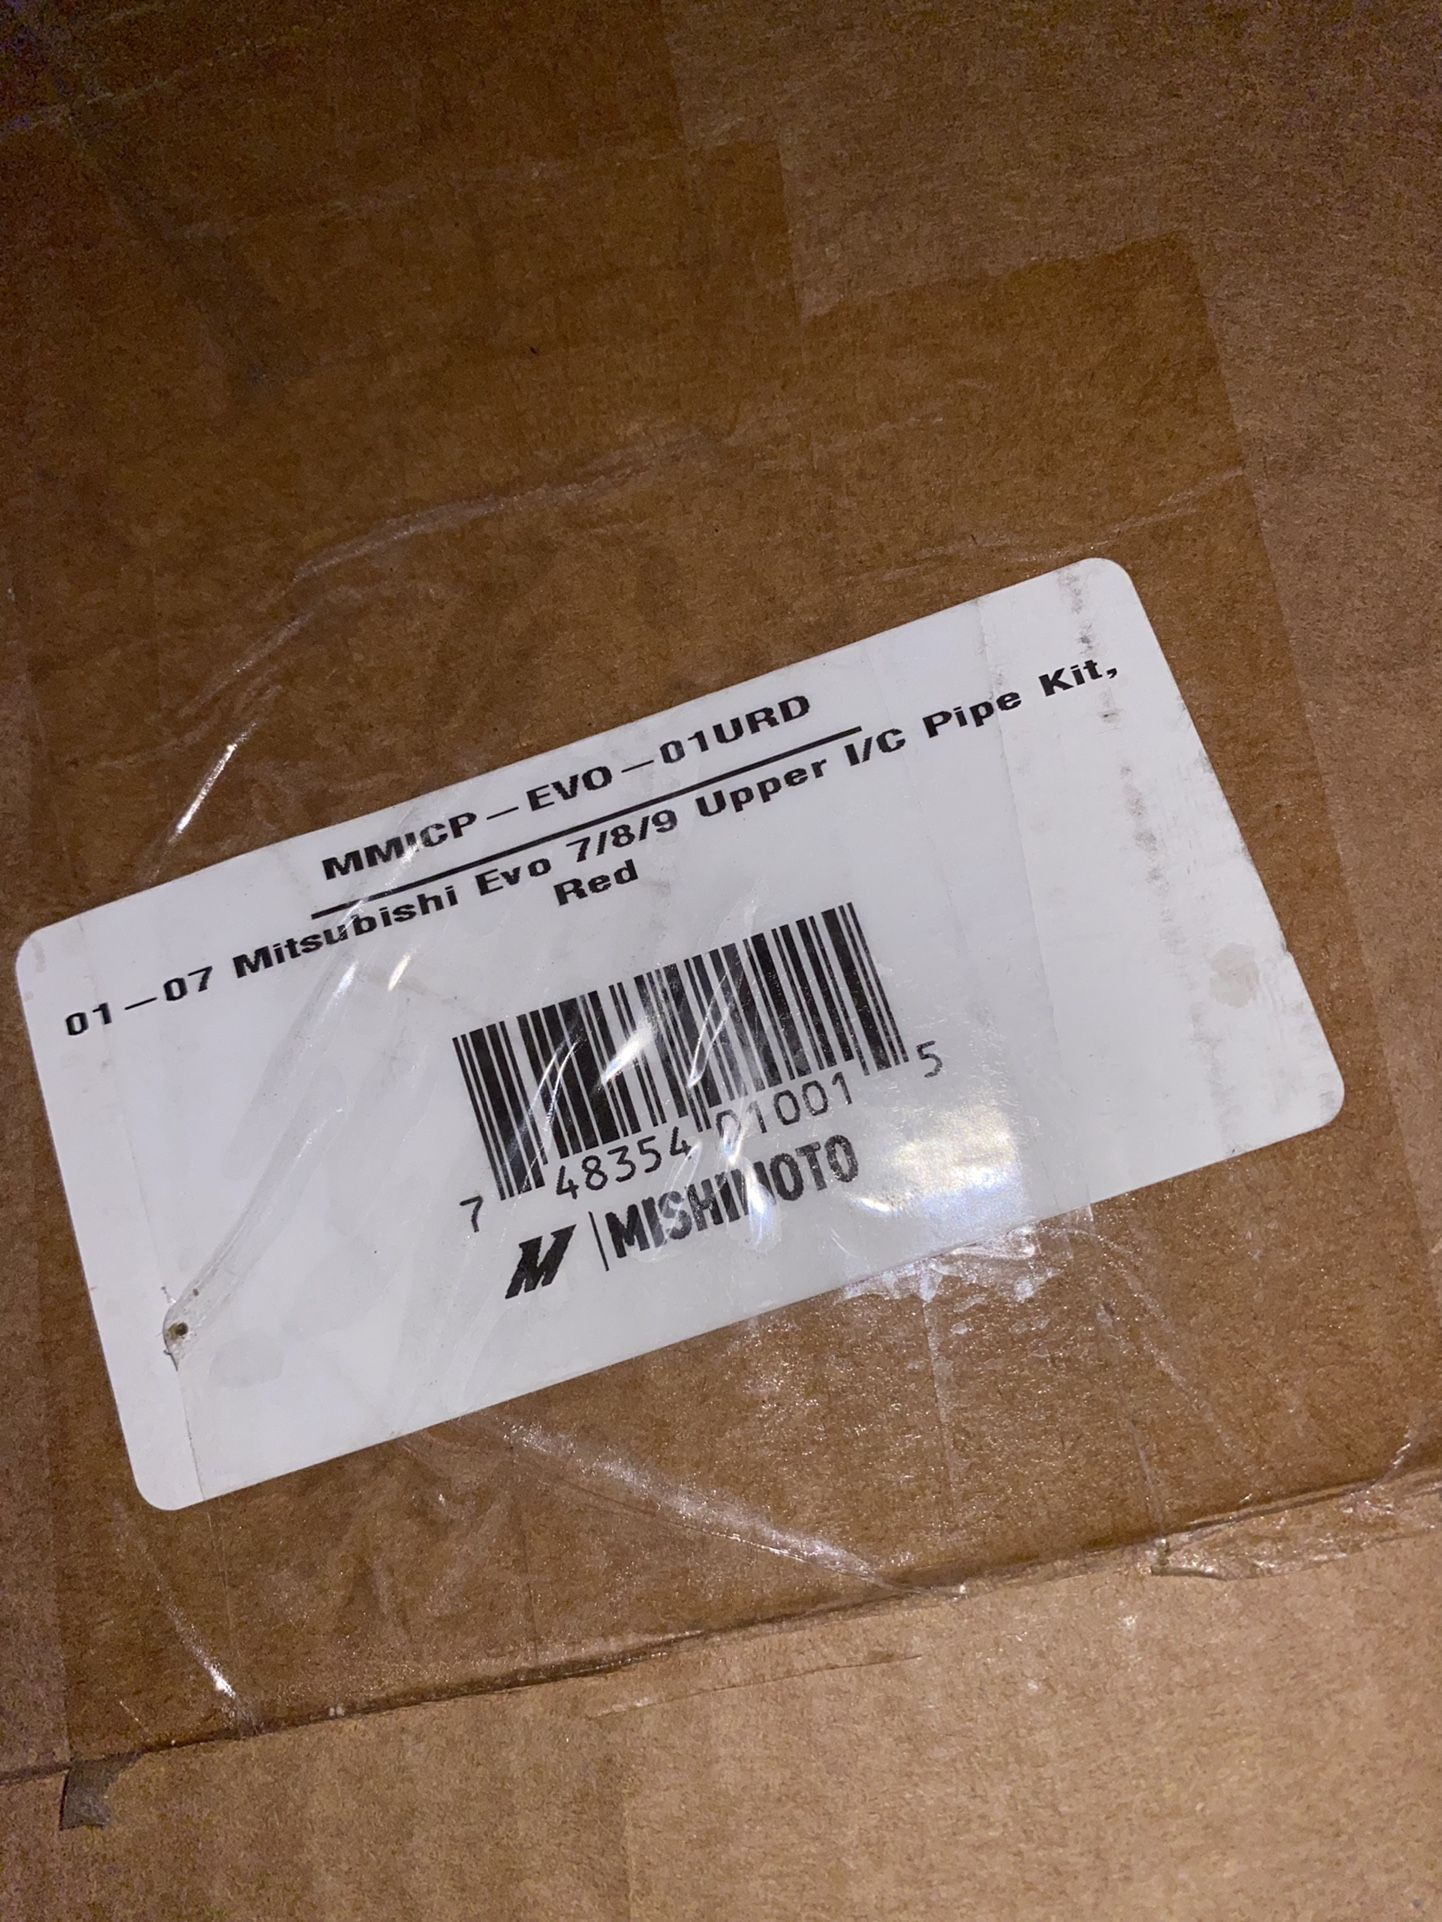 MMICP-EVO-01URD
01-07 Mitsubishi Evo 7/8/9 Upper I/C Pipe Kit,
Red
7 48354 01001 5
M | MISHIMOTO